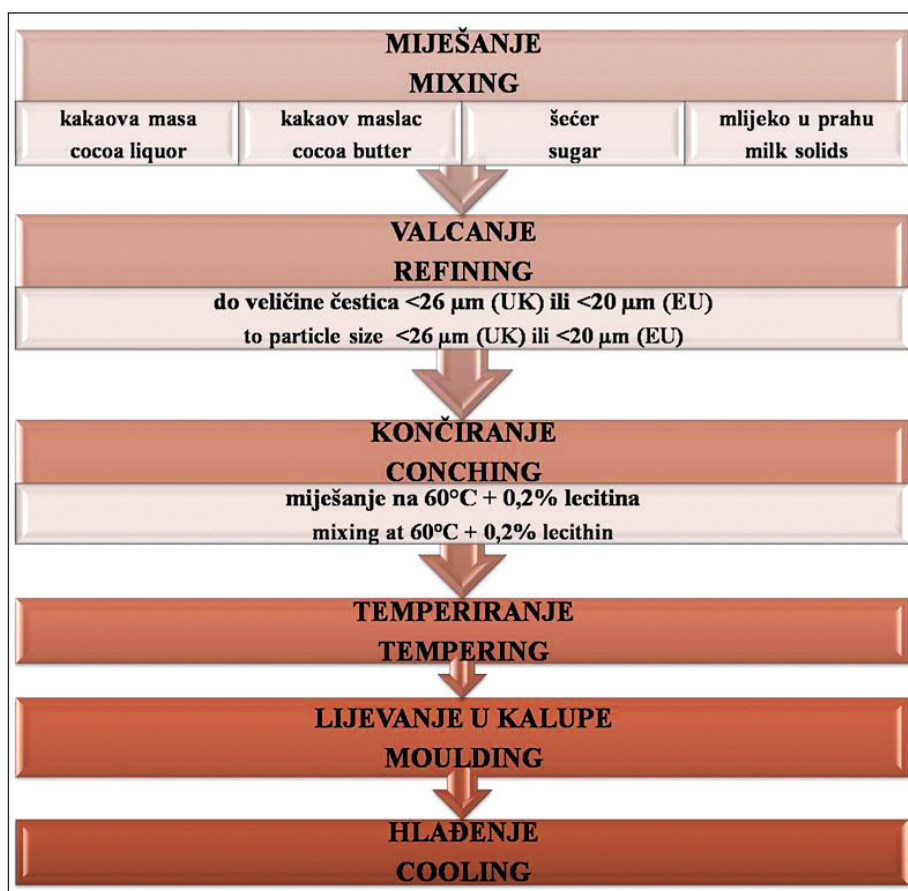 MIJEŠANJE
MIXING
kakaova masa
cocoa liquor
kakaov maslac
cocoa butter
šećer
sugar
mlijeko u prahu
milk solids
VALCANJE
REFINING
do veličine čestica <26 µm (UK) ili <20 µm (EU)
to particle size <26 µm (UK) ili <20 µm (EU)
KONČIRANJE
CONCHING
miješanje na 60°C + 0,2% lecitina
mixing at 60°C + 0,2% lecithin
TEMPERIRANJE
TEMPERING
LIJEVANJE U KALUPE
MOULDING
HLAĐENJE
COOLING